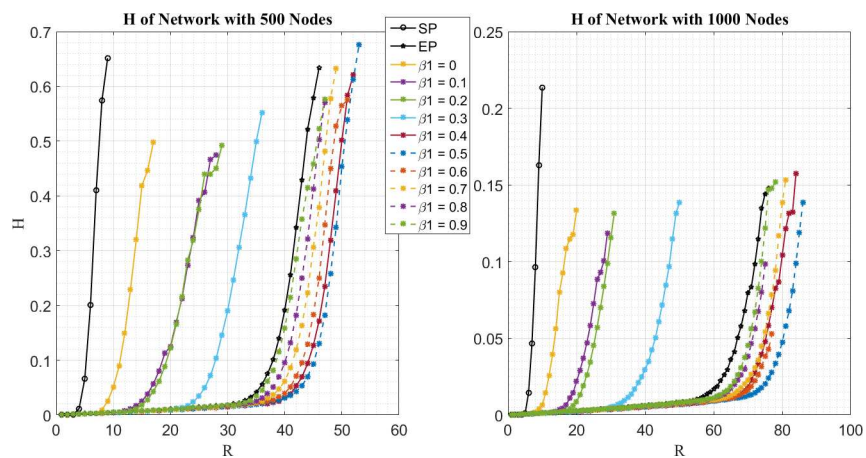 H of Network with 500 Nodes
0.7
0.6
0.5
0.4
0.3
0.2
0.1
0
H
0
10
20
30
40
50
60
R
SP
EP
β1 = 0
β1 = 0.1
β1 = 0.2
β1 = 0.3
β1 = 0.4
β1 = 0.5
β1 = 0.6
β1 = 0.7
β1 = 0.8
β1 = 0.9
H of Network with 1000 Nodes
0.25
0.2
0.15
0.1
0.05
0
H
0
20
40
60
80
100
R